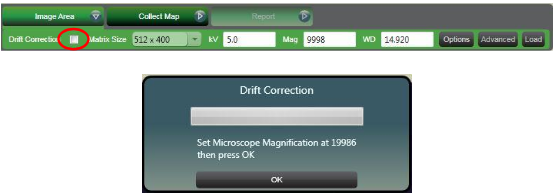 Image Area Collect Map Report
Drift Correction Matrix Size 512 x 400 kV 5.0 Mag 9998 WD 14.920 Options Advanced Load
Drift Correction
Set Microscope Magnification at 19986
then press OK
OK